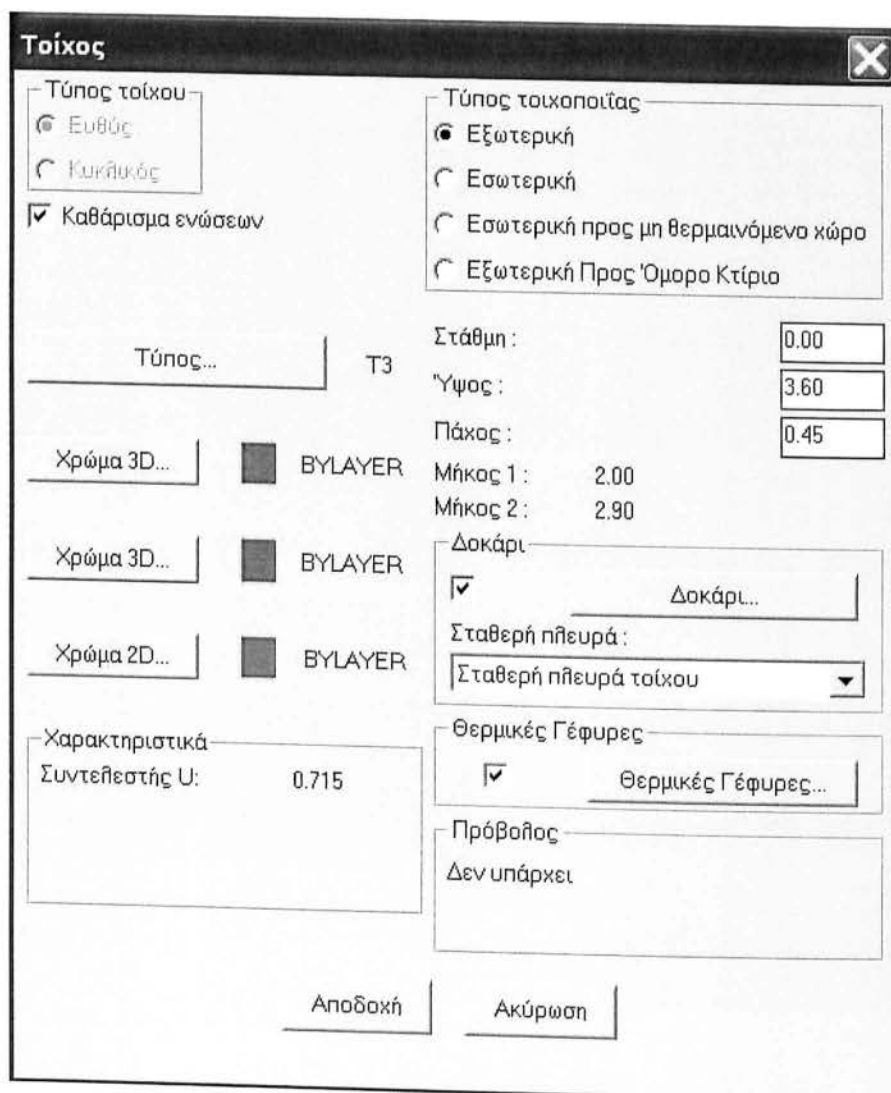 Τοίχος
Τύπος τοίχου
Ευθύς
Κυκλικός
Καθάρισμα ενώσεων
Τύπος τοιχοποιΐας
Εξωτερική
Εσωτερική
Εσωτερική προς μη θερμαινόμενο χώρο
Εξωτερική Προς Όμορο Κτίριο
Τύπος... Τ3
Στάθμη : 0.00
Ύψος : 3.60
Πάχος : 0.45
Μήκος 1 : 2.00
Μήκος 2 : 2.90
Χρώμα 3D... BYLAYER
Χρώμα 3D... BYLAYER
Χρώμα 2D... BYLAYER
Δοκάρι
Δοκάρι...
Σταθερή πλευρά :
Σταθερή πλευρά τοίχου
Χαρακτηριστικά
Συντελεστής U: 0.715
Θερμικές Γέφυρες
Θερμικές Γέφυρες...
Πρόβολος
Δεν υπάρχει
Αποδοχή Ακύρωση